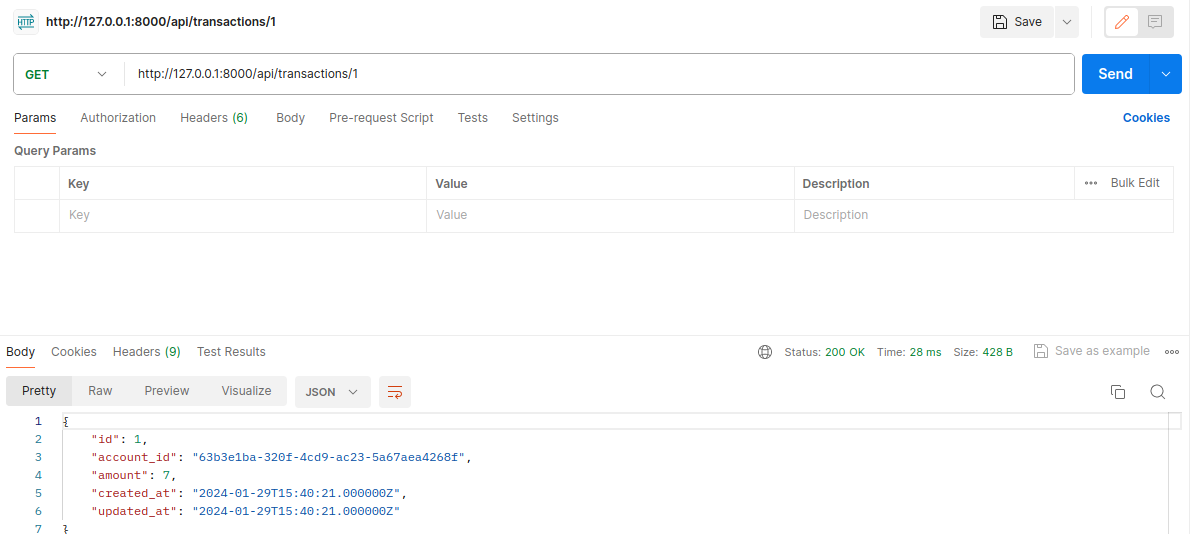 HTTP http://127.0.0.1:8000/api/transactions/1 Save
GET http://127.0.0.1:8000/api/transactions/1 Send
Params Authorization Headers (6) Body Pre-request Script Tests Settings Cookies
Query Params
Key Value Description ••• Bulk Edit
Key Value Description
Body Cookies Headers (9) Test Results Status: 200 OK Time: 28 ms Size: 428 B Save as example
Pretty Raw Preview Visualize JSON
1 {
2 "id": 1,
3 "account_id": "63b3e1ba-320f-4cd9-ac23-5a67aea4268f",
4 "amount": 7,
5 "created_at": "2024-01-29T15:40:21.000000Z",
6 "updated_at": "2024-01-29T15:40:21.000000Z"
7 }